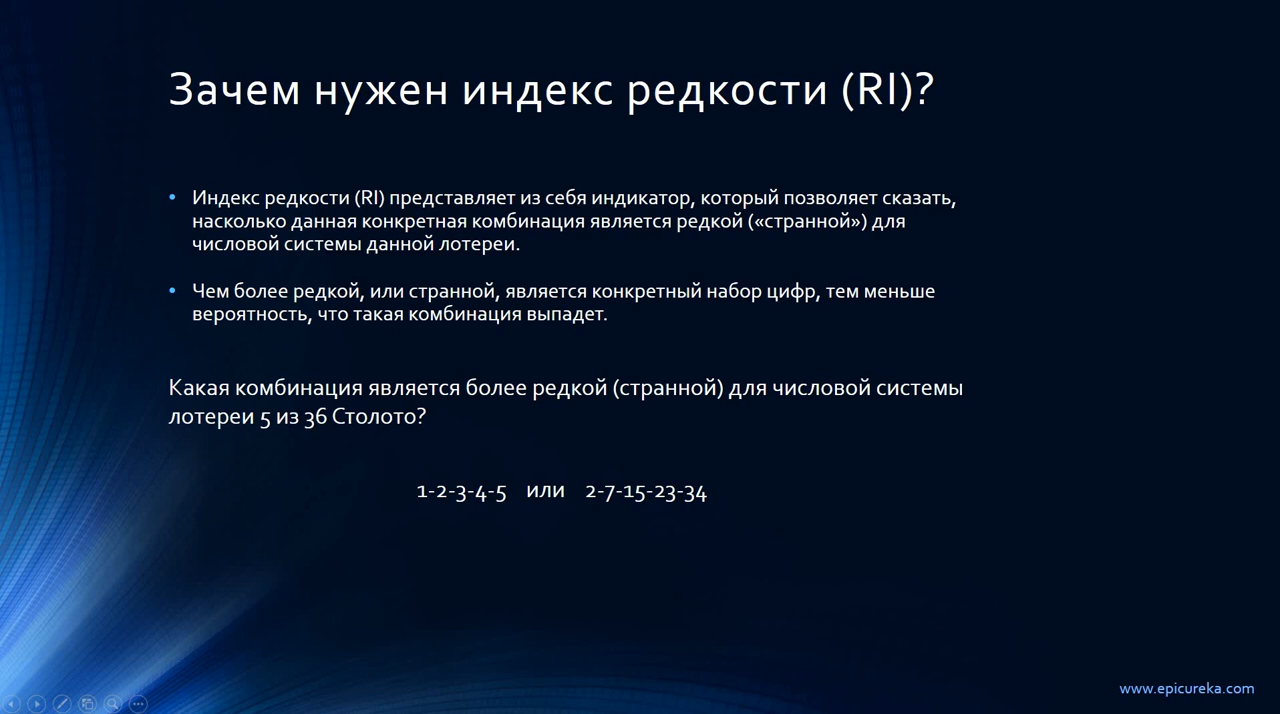 Зачем нужен индекс редкости (RI)?
• Индекс редкости (RI) представляет из себя индикатор, который позволяет сказать,
насколько данная конкретная комбинация является редкой («странной») для
числовой системы данной лотереи.
• Чем более редкой, или странной, является конкретный набор цифр, тем меньше
вероятность, что такая комбинация выпадет.
Какая комбинация является более редкой (странной) для числовой системы
лотереи 5 из 36 Столото?
1-2-3-4-5 или 2-7-15-23-34
www.epicureka.com